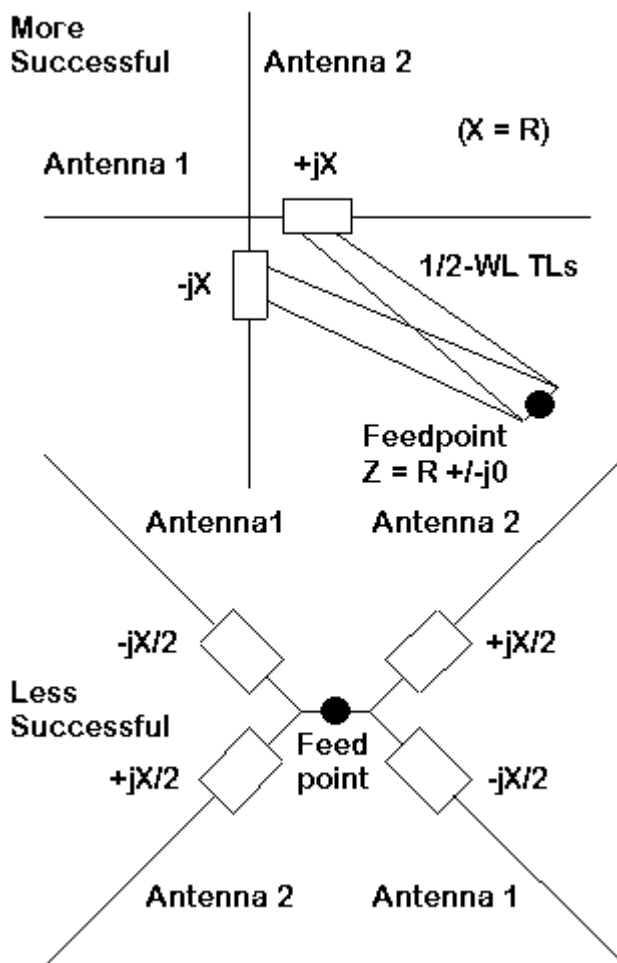 More
Successful
Antenna 2
(X = R)
Antenna 1
+jX
1/2-WL TLs
-jX
Feedpoint
Z = R +/-j0
Antenna1
Antenna 2
-jX/2
+jX/2
Less
Successful
Feed
point
+jX/2
-jX/2
Antenna 2
Antenna 1